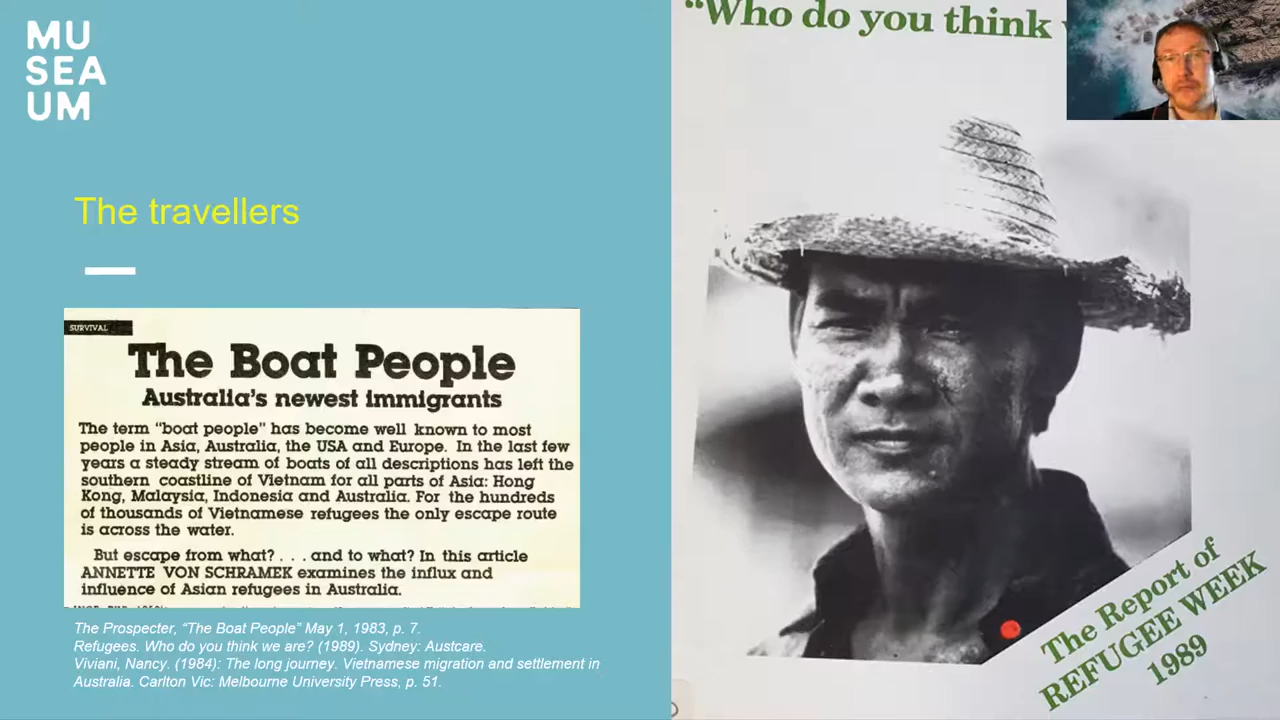 MU
SEA
UM
The travellers
SURVIVAL
The Boat People
Australia's newest immigrants
The term "boat people" has become well known to most
people in Asia, Australia, the USA and Europe. In the last few
years a steady stream of boats of all descriptions has left the
southern coastline of Vietnam for all parts of Asia: Hong
Kong, Malaysia, Indonesia and Australia. For the hundreds
of thousands of Vietnamese refugees the only escape route
is across the water.
But escape from what? . . . and to what? In this article
ANNETTE VON SCHRAMEK examines the influx and
influence of Asian refugees in Australia.
The Prospecter, “The Boat People” May 1, 1983, p. 7.
Refugees. Who do you think we are? (1989). Sydney: Austcare.
Viviani, Nancy. (1984): The long journey. Vietnamese migration and settlement in
Australia. Carlton Vic: Melbourne University Press, p. 51.
“Who do you think
The Report of
REFUGEE WEEK
1989